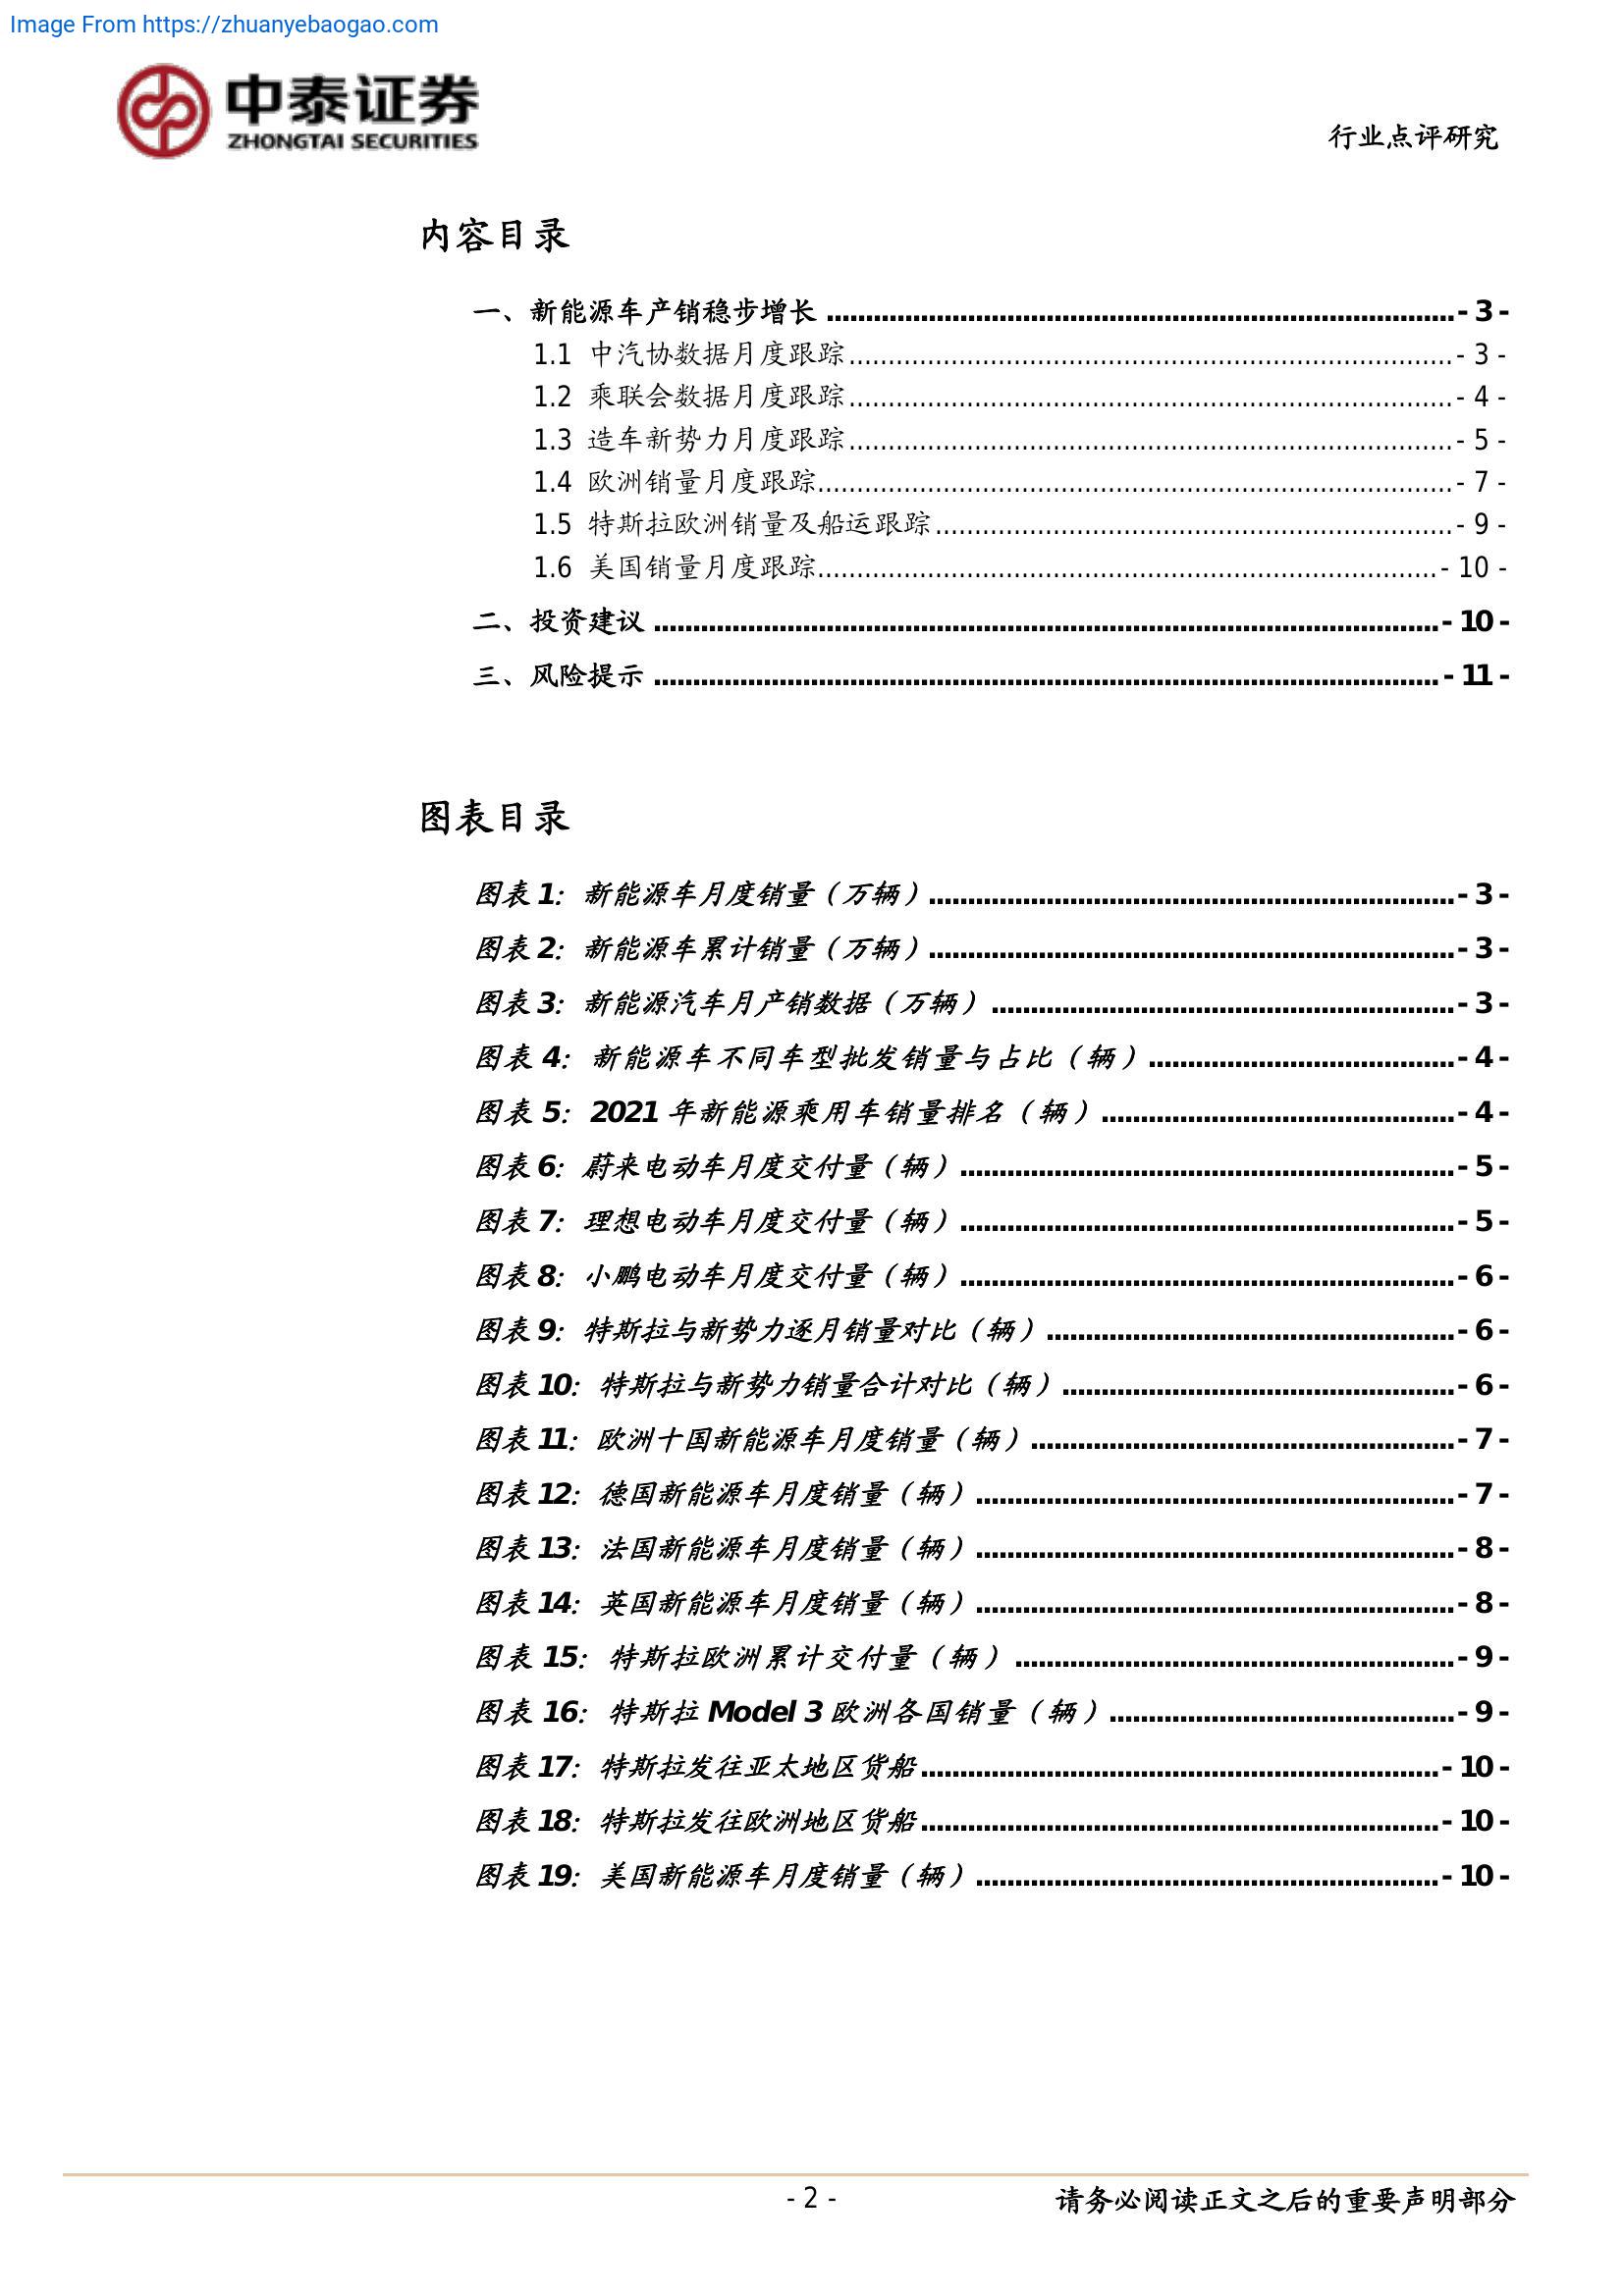 Image From https://zhuanyebaogao.com
中泰证券
ZHONGTAI SECURITIES
行业点评研究
内容目录
一、新能源车产销稳步增长 ................................................................................ - 3 -
1.1 中汽协数据月度跟踪 ............................................................................. - 3 -
1.2 乘联会数据月度跟踪 ............................................................................. - 4 -
1.3 造车新势力月度跟踪 ............................................................................. - 5 -
1.4 欧洲销量月度跟踪 ................................................................................. - 7 -
1.5 特斯拉欧洲销量及船运跟踪 .................................................................. - 9 -
1.6 美国销量月度跟踪 ............................................................................... - 10 -
二、投资建议 .................................................................................................... - 10 -
三、风险提示 .................................................................................................... - 11 -
图表目录
图表 1：新能源车月度销量（万辆） ................................................................... - 3 -
图表 2：新能源车累计销量（万辆） ................................................................... - 3 -
图表 3：新能源汽车月产销数据（万辆） ........................................................... - 3 -
图表 4：新能源车不同车型批发销量与占比（辆） ....................................... - 4 -
图表 5：2021 年新能源乘用车销量排名（辆） ............................................. - 4 -
图表 6：蔚来电动车月度交付量（辆） ............................................................... - 5 -
图表 7：理想电动车月度交付量（辆） ............................................................... - 5 -
图表 8：小鹏电动车月度交付量（辆） ............................................................... - 6 -
图表 9：特斯拉与新势力逐月销量对比（辆） .................................................... - 6 -
图表 10：特斯拉与新势力销量合计对比（辆） .................................................. - 6 -
图表 11：欧洲十国新能源车月度销量（辆） ...................................................... - 7 -
图表 12：德国新能源车月度销量（辆） ............................................................. - 7 -
图表 13：法国新能源车月度销量（辆） ............................................................. - 8 -
图表 14：英国新能源车月度销量（辆） ............................................................. - 8 -
图表 15：特斯拉欧洲累计交付量（辆） ........................................................ - 9 -
图表 16：特斯拉 Model 3 欧洲各国销量（辆） ............................................ - 9 -
图表 17：特斯拉发往亚太地区货船 .................................................................. - 10 -
图表 18：特斯拉发往欧洲地区货船 .................................................................. - 10 -
图表 19：美国新能源车月度销量（辆） ........................................................... - 10 -
- 2 -
请务必阅读正文之后的重要声明部分